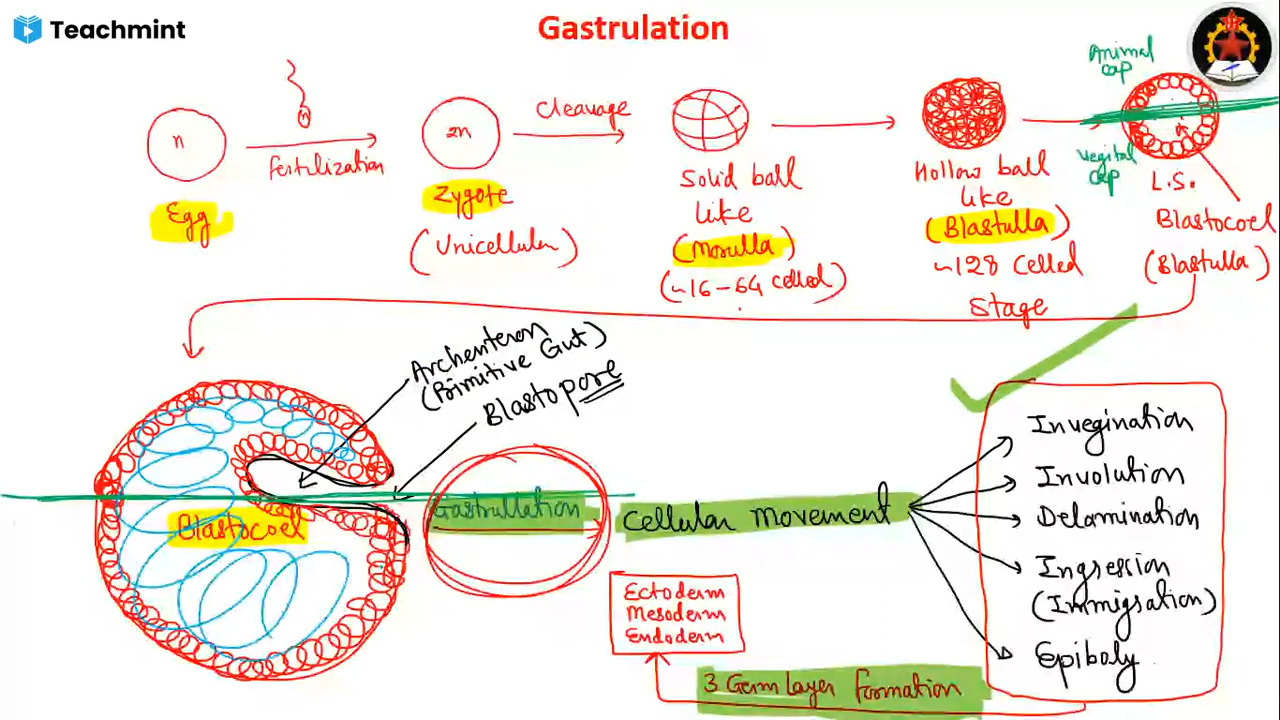 Teachmint
Gastrulation
n
Fertilization
Egg
2n
Zygote
(Unicellular)
Cleavage
Solid ball
like
(Morulla)
(~16-64 celled)
Hollow ball
like
(Blastulla)
~128 Celled
Stage
Animal
Cap
Vegital
Cap
L.S.
Blastocoel
(Blastulla)
Archenteron
(Primitive Gut)
Blastopore
Blastocoel
Gastrullation
Cellular Movement
Invegination
Involution
Delamination
Ingression
(Immigration)
Epiboly
Ectoderm
Mesoderm
Endoderm
3 Germ Layer Formation